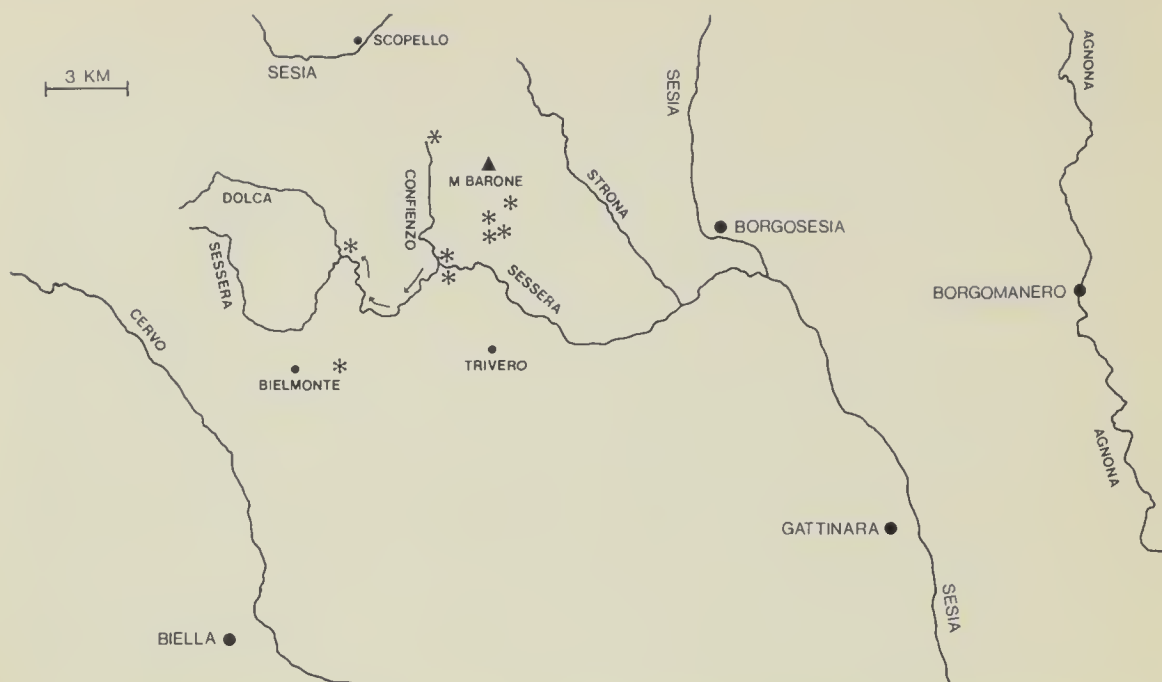 SCOPELLO
SESIA
3 KM
AGNONA
SESIA
M BARONE
CONFIENZO
STRONA
DOLCA
BORGOSESIA
SESSERA
SESSERA
BORGOMANERO
CERVO
TRIVERO
BIELMONTE
AGNONA
GATTINARA
SESIA
BIELLA